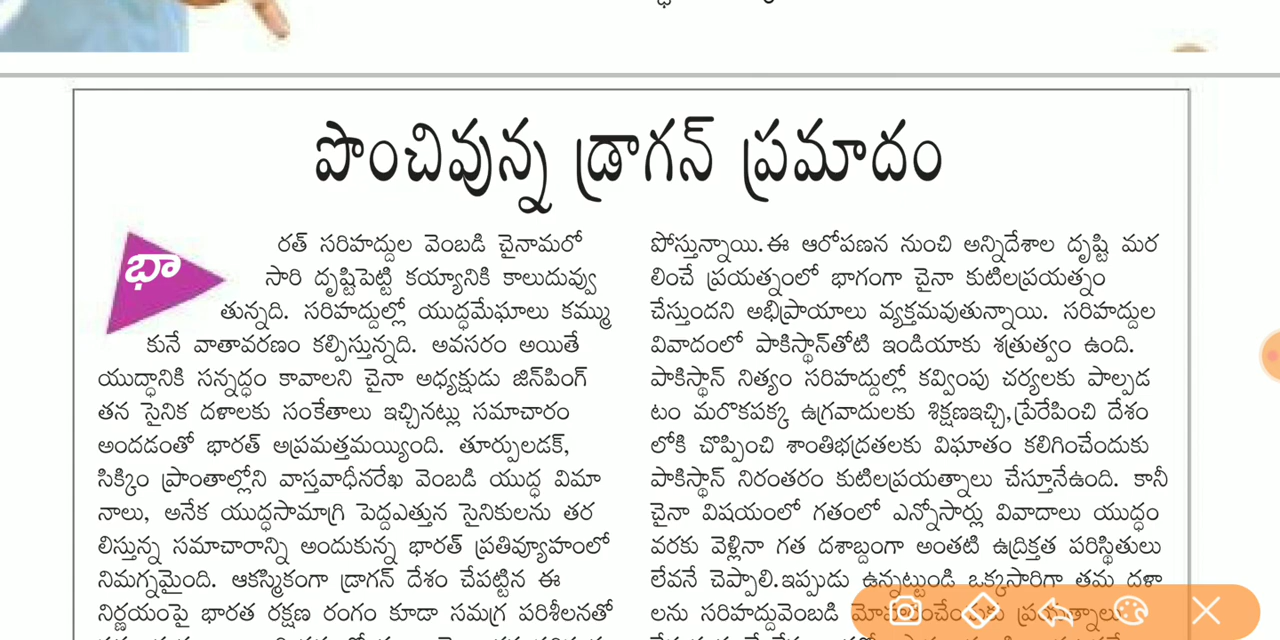 పొంచివున్న డ్రాగన్ ప్రమాదం
భా
రత్ సరిహద్దుల వెంబడి చైనామరో
సారి దృష్టిపెట్టి కయ్యానికి కాలుదువ్వు
తున్నది. సరిహద్దుల్లో యుద్ధమేఘాలు కమ్ము
కునే వాతావరణం కల్పిస్తున్నది. అవసరం అయితే
యుద్ధానికి సన్నద్ధం కావాలని చైనా అధ్యక్షుడు జిన్‌పింగ్
తన సైనిక దళాలకు సంకేతాలు ఇచ్చినట్లు సమాచారం
అందడంతో భారత్ అప్రమత్తమయ్యింది. తూర్పులడక్,
సిక్కిం ప్రాంతాల్లోని వాస్తవాధీనరేఖ వెంబడి యుద్ధ విమా
నాలు, అనేక యుద్ధసామాగ్రి పెద్దఎత్తున సైనికులను తర
లిస్తున్న సమాచారాన్ని అందుకున్న భారత్ ప్రతివ్యూహంలో
నిమగ్నమైంది. ఆకస్మికంగా డ్రాగన్ దేశం చేపట్టిన ఈ
నిర్ణయంపై భారత రక్షణ రంగం కూడా సమగ్ర పరిశీలనతో
పోస్తున్నాయి.ఈ ఆరోపణన నుంచి అన్నిదేశాల దృష్టి మర
లించే ప్రయత్నంలో భాగంగా చైనా కుటిలప్రయత్నం
చేస్తుందని అభిప్రాయాలు వ్యక్తమవుతున్నాయి. సరిహద్దుల
వివాదంలో పాకిస్థాన్‌తోటి ఇండియాకు శత్రుత్వం ఉంది.
పాకిస్థాన్ నిత్యం సరిహద్దుల్లో కవ్వింపు చర్యలకు పాల్పడ
టం మరొకపక్క ఉగ్రవాదులకు శిక్షణఇచ్చి,ప్రేరేపించి దేశం
లోకి చొప్పించి శాంతిభద్రతలకు విఘాతం కలిగించేందుకు
పాకిస్థాన్ నిరంతరం కుటిలప్రయత్నాలు చేస్తూనేఉంది. కానీ
చైనా విషయంలో గతంలో ఎన్నోసార్లు వివాదాలు యుద్ధం
వరకు వెళ్లినా గత దశాబ్దంగా అంతటి ఉద్రిక్తత పరిస్థితులు
లేవనే చెప్పాలి.ఇప్పుడు ఉన్నట్టుండి ఒక్కసారిగా తమ దళా
లను సరిహద్దువెంబడి మోహరించేందుకు ప్రయత్నాలు